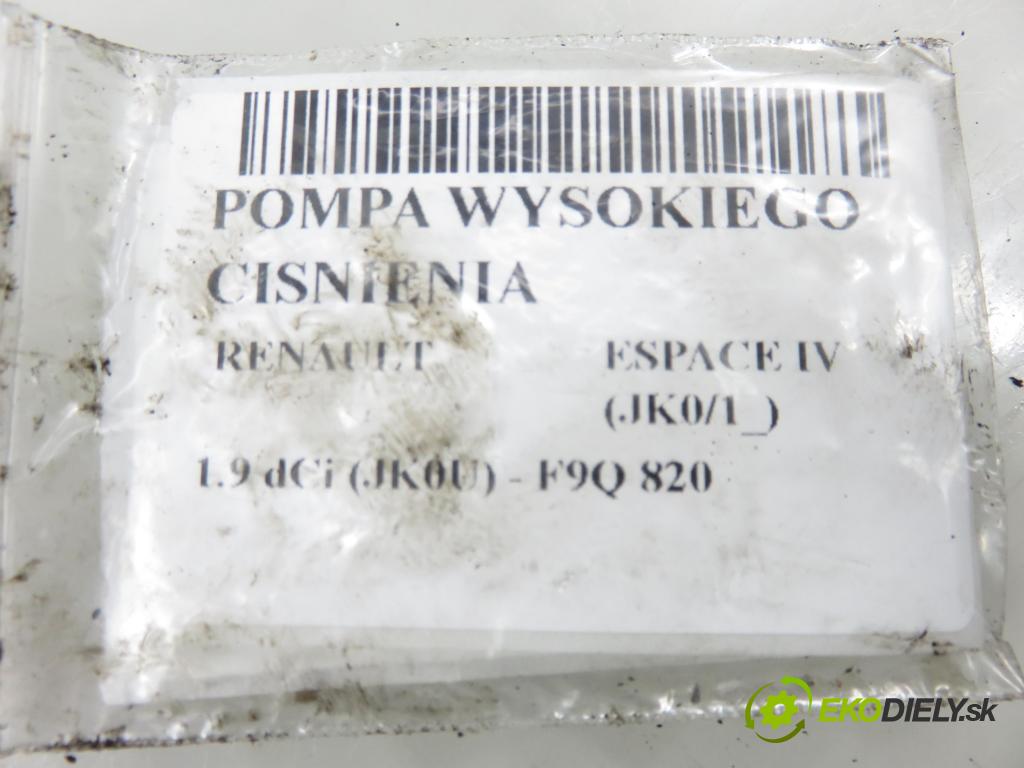 POMPA WYSOKIEGO
CISNIENIA
RENAULT ESPACE IV
(JK0/1_)
1.9 dCi (JK0U) - F9Q 820
EKODIELY.sk